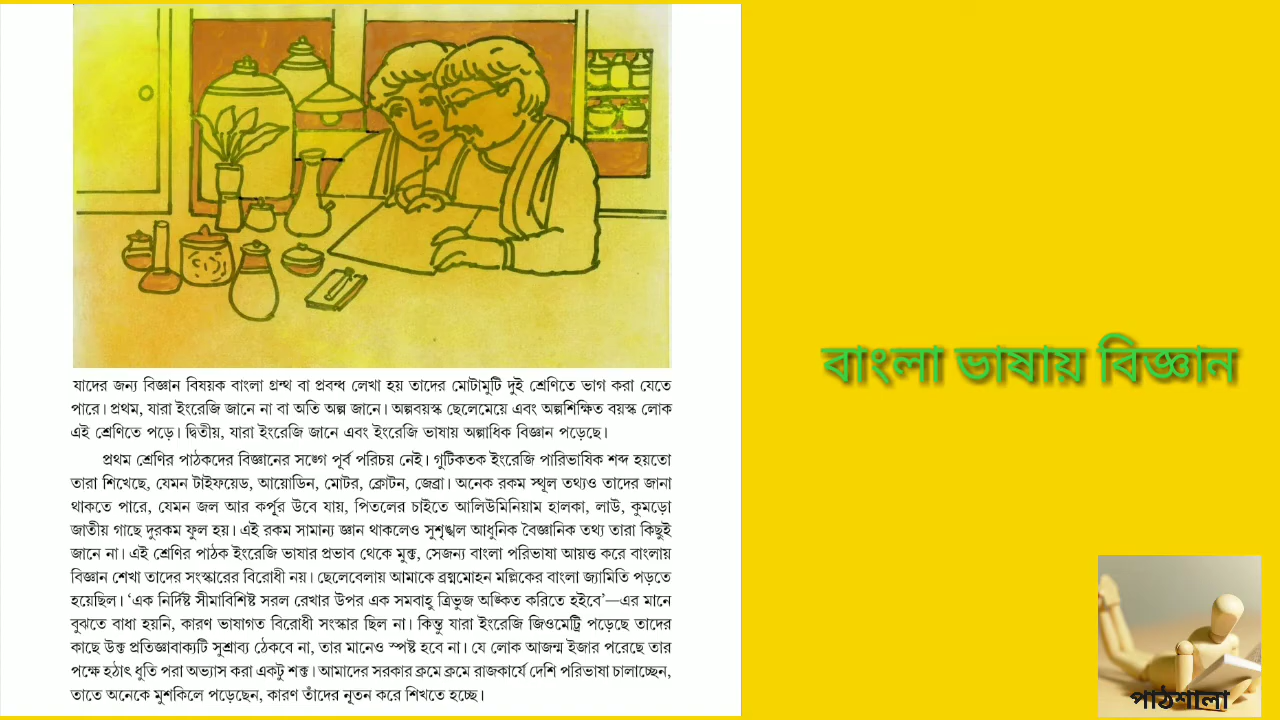 যাদের জন্য বিজ্ঞান বিষয়ক বাংলা গ্রন্থ বা প্রবন্ধ লেখা হয় তাদের মোটামুটি দুই শ্রেণিতে ভাগ করা যেতে
পারে। প্রথম, যারা ইংরেজি জানে না বা অতি অল্প জানে। অল্পবয়স্ক ছেলেমেয়ে এবং অল্পশিক্ষিত বয়স্ক লোক
এই শ্রেণিতে পড়ে। দ্বিতীয়, যারা ইংরেজি জানে এবং ইংরেজি ভাষায় অল্পাধিক বিজ্ঞান পড়েছে।
প্রথম শ্রেণির পাঠকদের বিজ্ঞানের সঙ্গে পূর্ব পরিচয় নেই। গুটিকতক ইংরেজি পারিভাষিক শব্দ হয়তো
তারা শিখেছে, যেমন টাইফয়েড, আয়োডিন, মোটর, ক্রোটন, জেব্রা। অনেক রকম স্থূল তথ্যও তাদের জানা
থাকতে পারে, যেমন জল আর কর্পূর উবে যায়, পিতলের চাইতে আলিউমিনিয়াম হালকা, লাউ, কুমড়ো
জাতীয় গাছে দুরকম ফুল হয়। এই রকম সামান্য জ্ঞান থাকলেও সুশৃঙ্খল আধুনিক বৈজ্ঞানিক তথ্য তারা কিছুই
জানে না। এই শ্রেণির পাঠক ইংরেজি ভাষার প্রভাব থেকে মুক্ত, সেজন্য বাংলা পরিভাষা আয়ত্ত করে বাংলায়
বিজ্ঞান শেখা তাদের সংস্কারের বিরোধী নয়। ছেলেবেলায় আমাকে ব্রহ্মমোহন মল্লিকের বাংলা জ্যামিতি পড়তে
হয়েছিল। ‘এক নির্দিষ্ট সীমাবিশিষ্ট সরল রেখার উপর এক সমবাহু ত্রিভুজ অঙ্কিত করিতে হইবে’—এর মানে
বুঝতে বাধা হয়নি, কারণ ভাষাগত বিরোধী সংস্কার ছিল না। কিন্তু যারা ইংরেজি জিওমেট্রি পড়েছে তাদের
কাছে উক্ত প্রতিজ্ঞাবাক্যটি সুশ্রাব্য ঠেকবে না, তার মানেও স্পষ্ট হবে না। যে লোক আজন্ম ইজার পরেছে তার
পক্ষে হঠাৎ ধুতি পরা অভ্যাস করা একটু শক্ত। আমাদের সরকার ক্রমে ক্রমে রাজকার্যে দেশি পরিভাষা চালাচ্ছেন,
তাতে অনেকে মুশকিলে পড়েছেন, কারণ তাঁদের নূতন করে শিখতে হচ্ছে।
বাংলা ভাষায় বিজ্ঞান
পাঠশালা